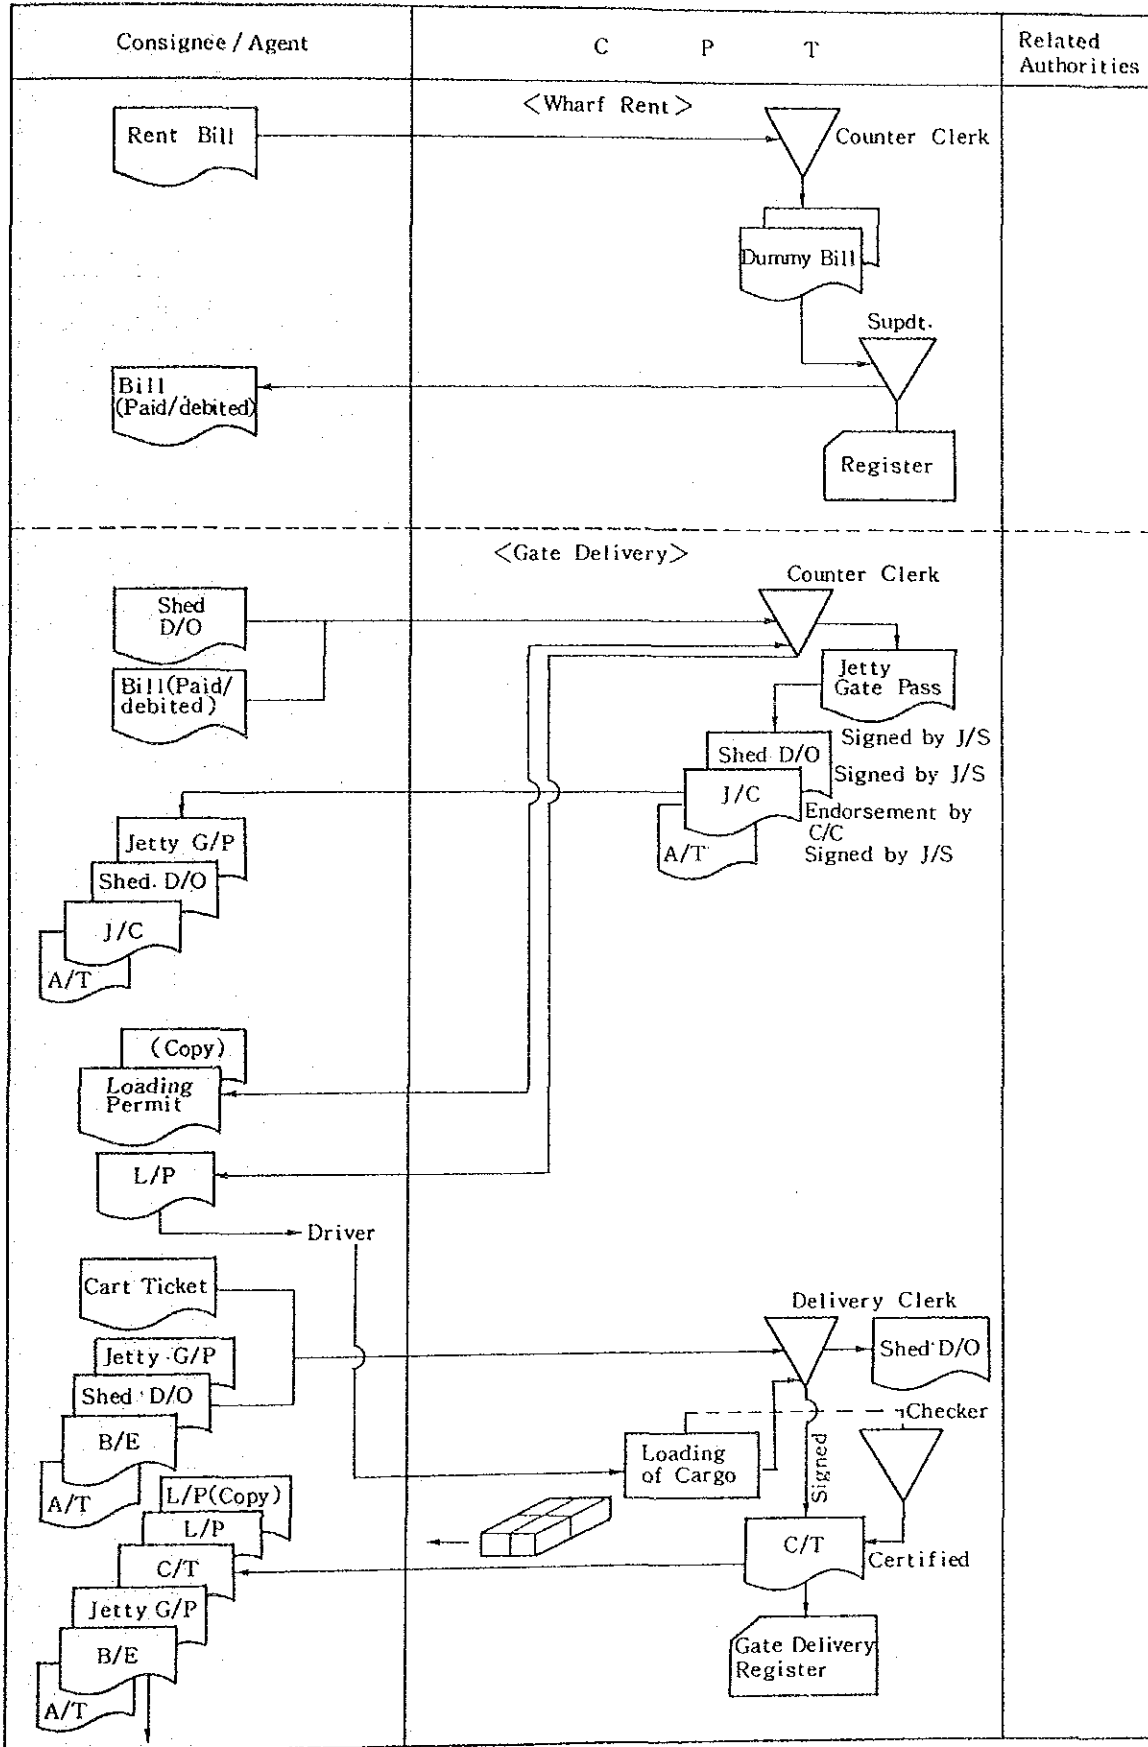 Consignee / Agent
C P T
Related
Authorities
<Wharf Rent>
Rent Bill
Counter Clerk
Dummy Bill
Supdt.
Bill
(Paid/debited)
Register
<Gate Delivery>
Counter Clerk
Shed
D/O
Bill(Paid/
debited)
Jetty
Gate Pass
Signed by J/S
Shed D/O
Signed by J/S
J/C
Endorsement by
C/C
A/T
Signed by J/S
Jetty G/P
Shed. D/O
J/C
A/T
(Copy)
Loading
Permit
L/P
Driver
Cart Ticket
Delivery Clerk
Jetty G/P
Shed D/O
Shed D/O
B/E
Checker
A/T
Loading
of Cargo
Signed
L/P(Copy)
L/P
C/T
C/T
Certified
Jetty G/P
B/E
A/T
Gate Delivery
Register